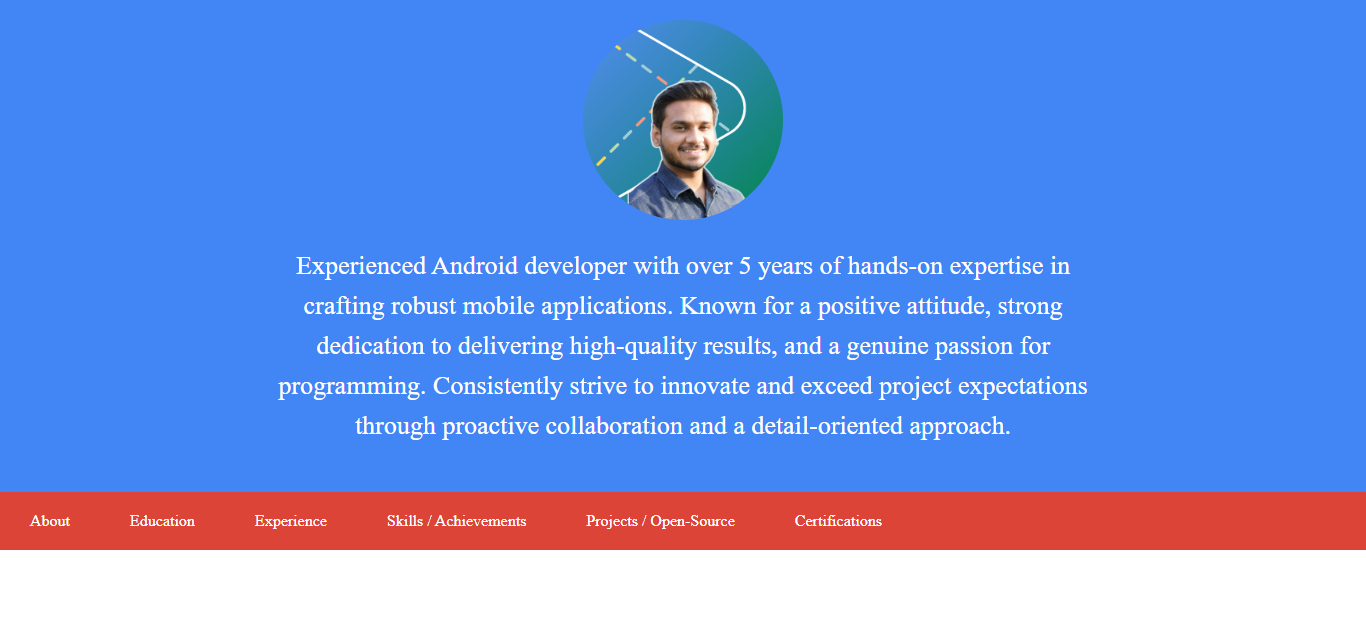 Experienced Android developer with over 5 years of hands-on expertise in
crafting robust mobile applications. Known for a positive attitude, strong
dedication to delivering high-quality results, and a genuine passion for
programming. Consistently strive to innovate and exceed project expectations
through proactive collaboration and a detail-oriented approach.
About Education Experience Skills / Achievements Projects / Open-Source Certifications